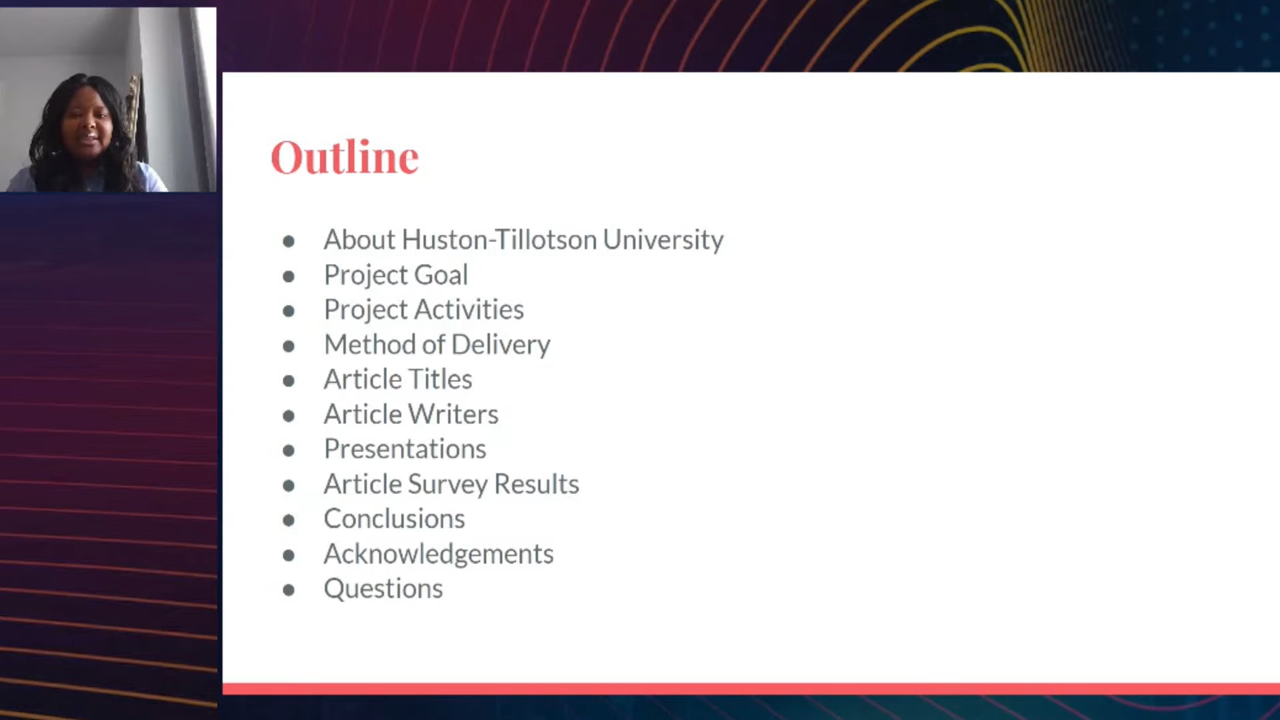 Outline
● About Huston-Tillotson University
● Project Goal
● Project Activities
● Method of Delivery
● Article Titles
● Article Writers
● Presentations
● Article Survey Results
● Conclusions
● Acknowledgements
● Questions